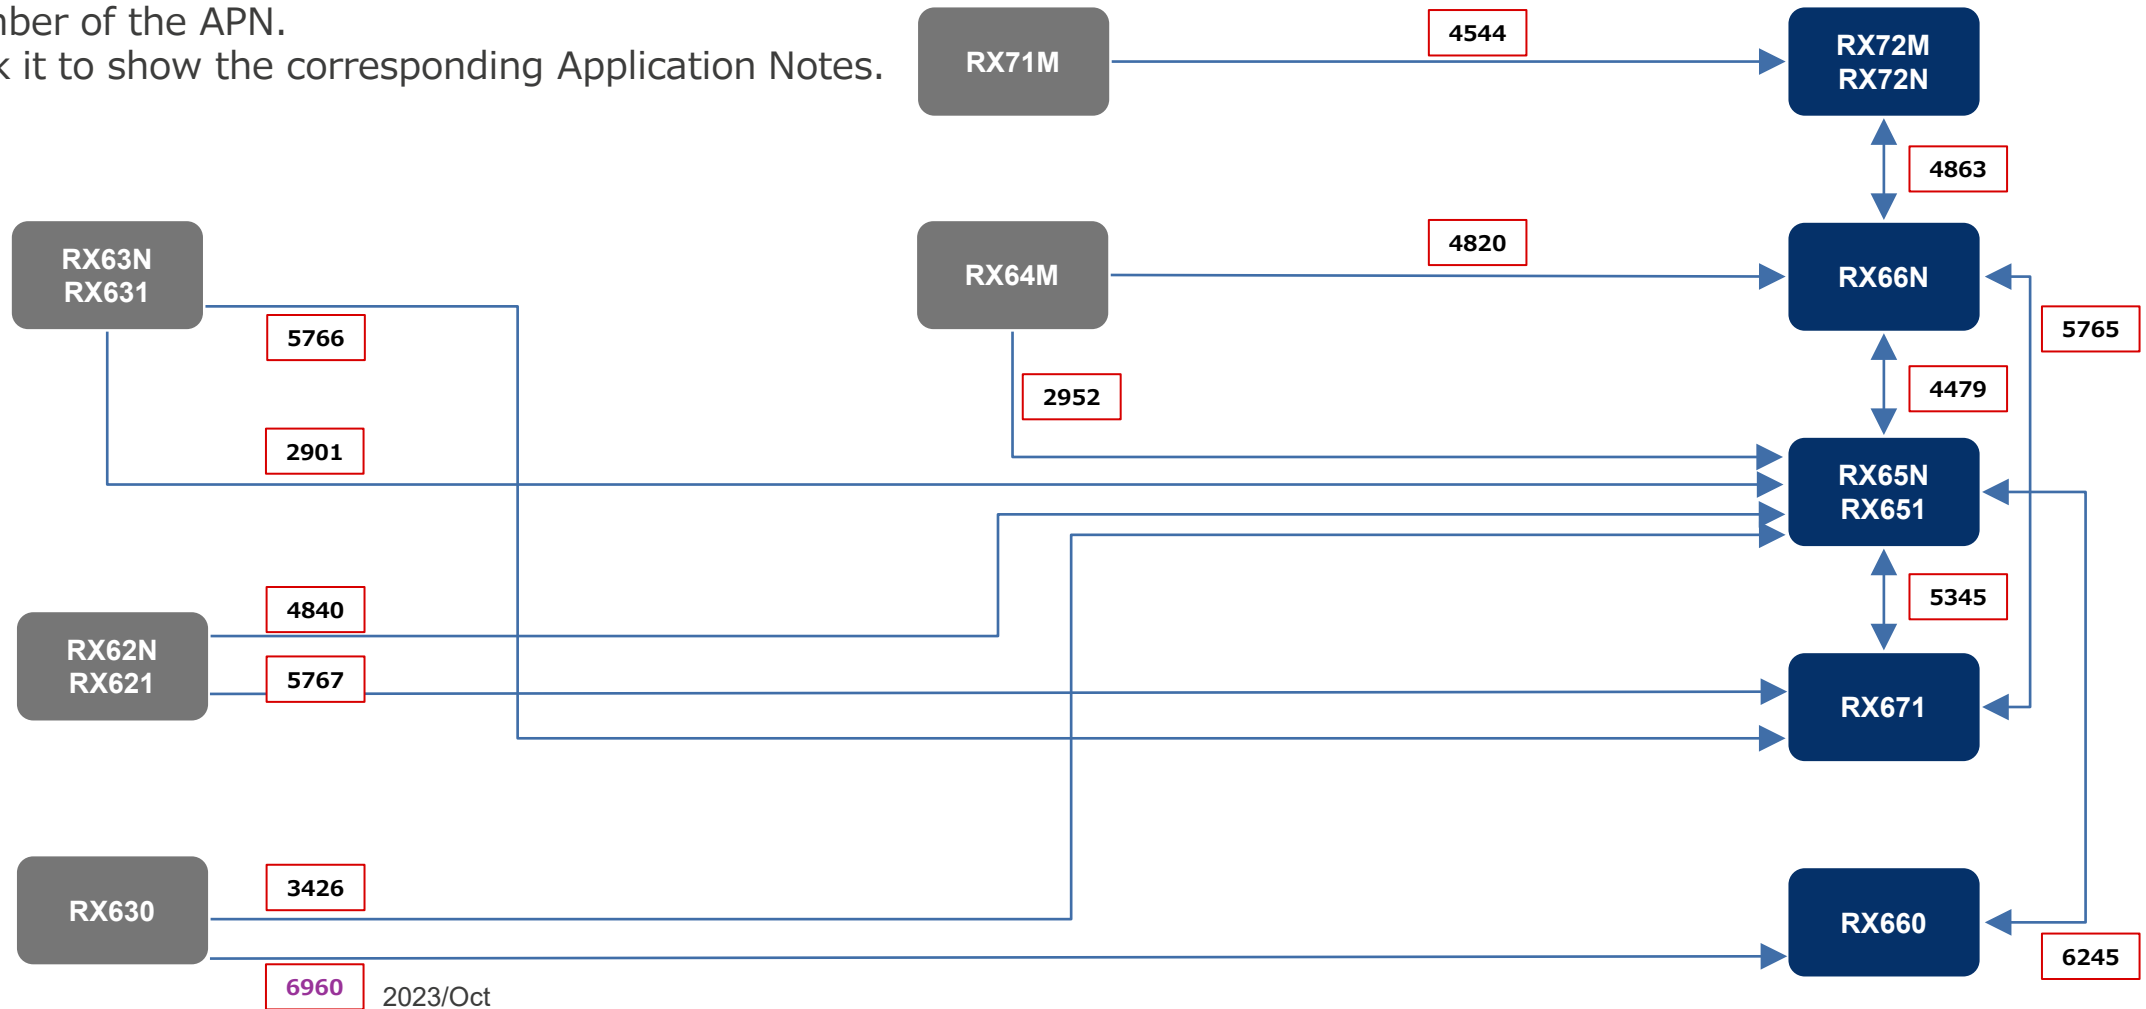 mber of the APN.
k it to show the corresponding Application Notes.
RX71M
4544
RX72M
RX72N
4863
RX63N
RX631
RX64M
4820
RX66N
5766
5765
2952
4479
2901
RX65N
RX651
4840
5345
RX62N
RX621
5767
RX671
3426
RX630
RX660
6245
6960
2023/Oct